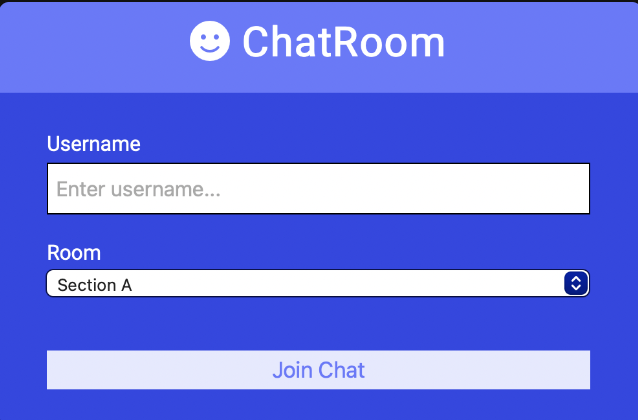 ChatRoom
Username
Enter username...
Room
Section A
Join Chat